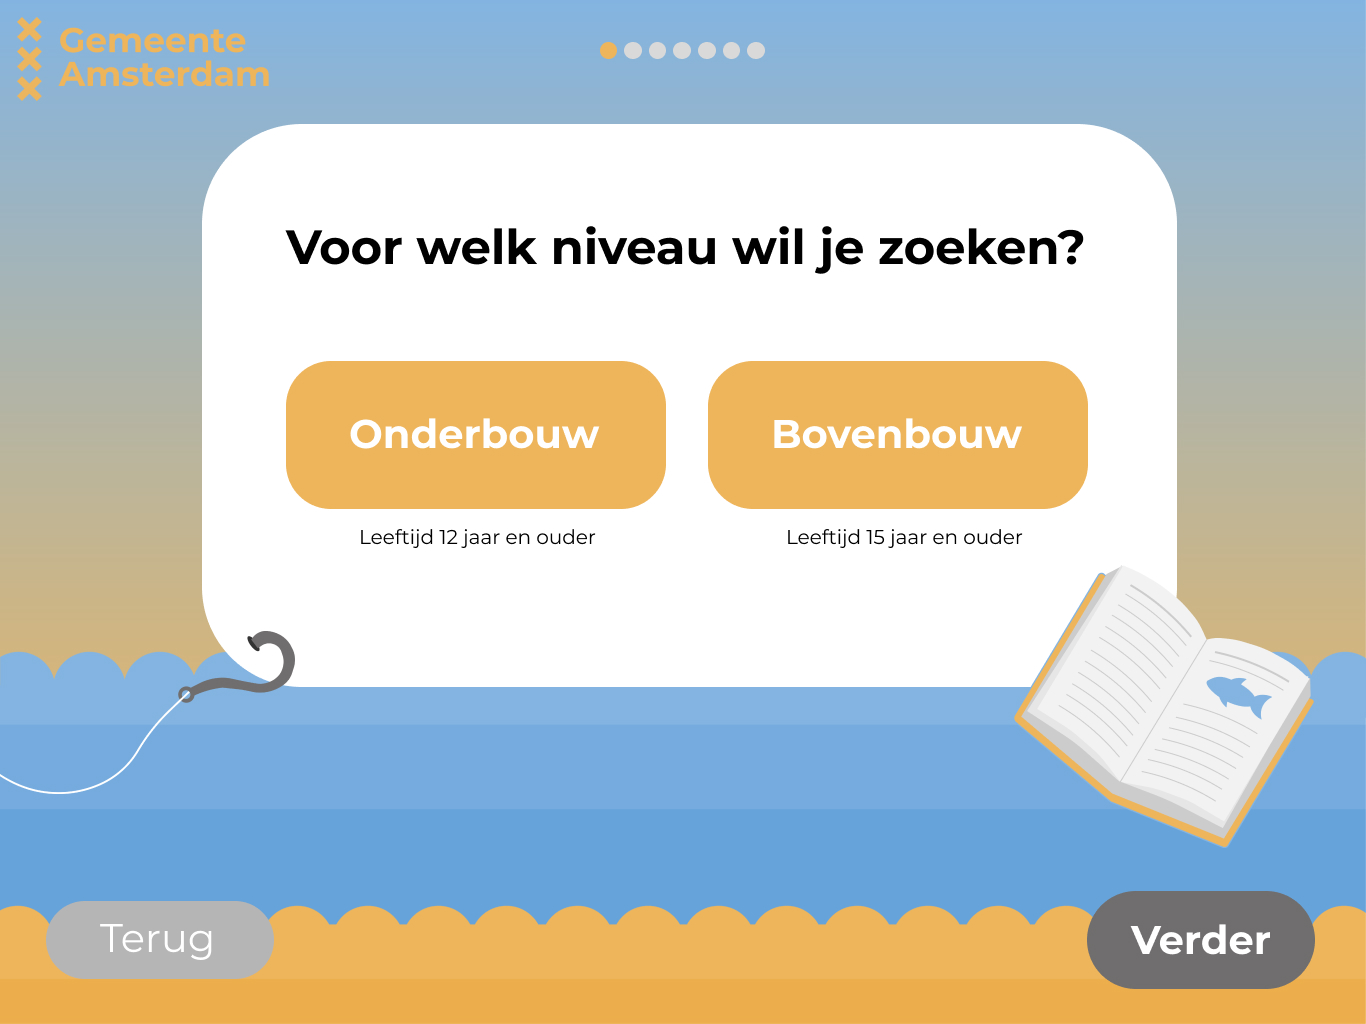 Gemeente
Amsterdam
Voor welk niveau wil je zoeken?
Onderbouw
Bovenbouw
Leeftijd 12 jaar en ouder
Leeftijd 15 jaar en ouder
Terug
Verder